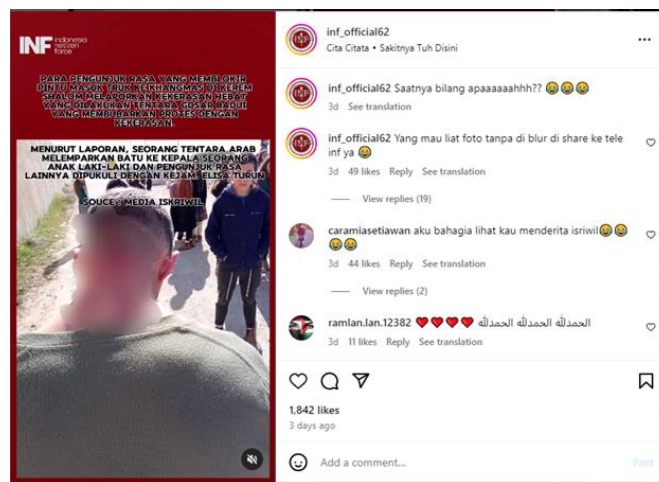 INF indonesia
netizen
force
PARA PENGUNJUK RASA YANG MEMBLOKIR
PINTU MASUK TRUK KE KHANGMAS DI KEREM
SHALOM MELAPORKAN KEKERASAN HEBAT
YANG DILAKUKAN TENTARA GDSAR BADUI
YANG MEMBUBARKAN PROTES DENGAN
KEKERASAN.
MENURUT LAPORAN, SEORANG TENTARA ARAB
MELEMPARKAN BATU KE KEPALA SEORANG
ANAK LAKI-LAKI DAN PENGUNJUK RASA
LAINNYA DIPUKULI DENGAN KEJAM. ELISA TURUN
SOUCE: MEDIA ISKRIWIL
inf_official62
Cita Citata • Sakitnya Tuh Disini
inf_official62 Saatnya bilang apaaaaaahhh?? 😂😂😂
3d See translation
inf_official62 Yang mau liat foto tanpa di blur di share ke tele
inf ya 😂
3d 49 likes Reply See translation
View replies (19)
caramiasetiawan aku bahagia lihat kau menderita isriwil😂😂
😂😂
3d 44 likes Reply See translation
View replies (2)
ramlan.lan.12382 ❤️❤️❤️❤️ الحمدلله الحمدلله الحمدلله
3d 11 likes Reply See translation
1,842 likes
3 days ago
Add a comment...
Post